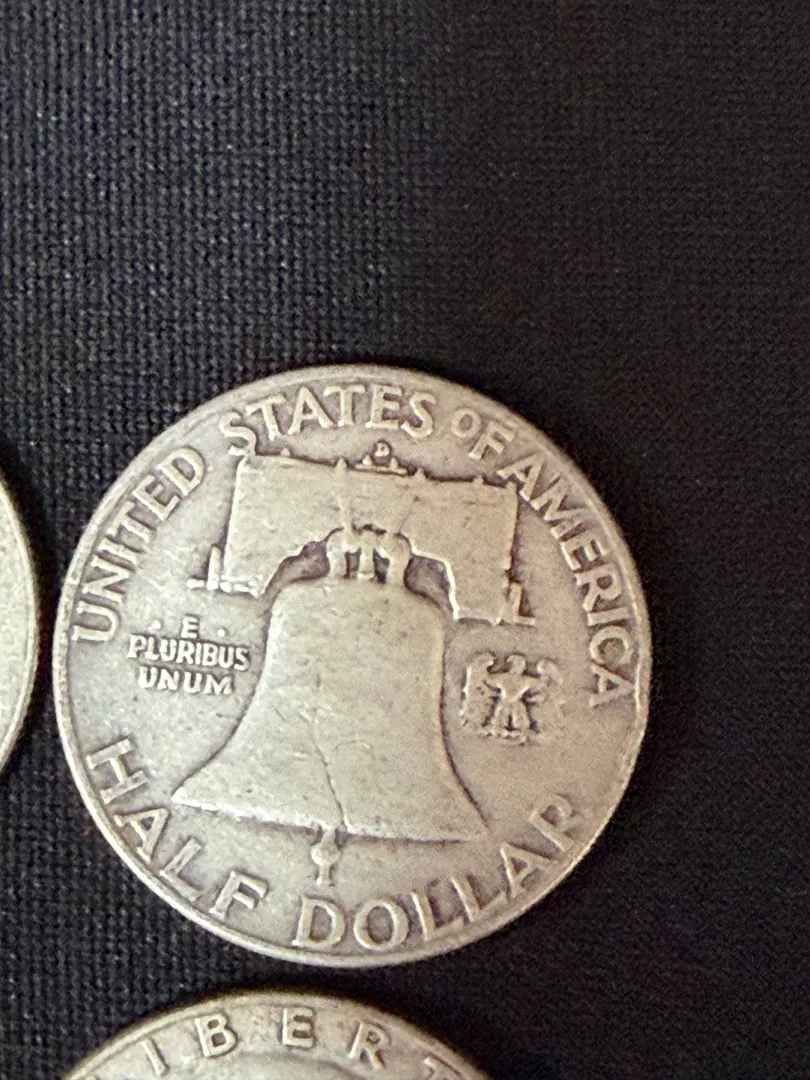 UNITED STATES OF AMERICA
D
E
PLURIBUS
UNUM
HALF DOLLAR
IBERT